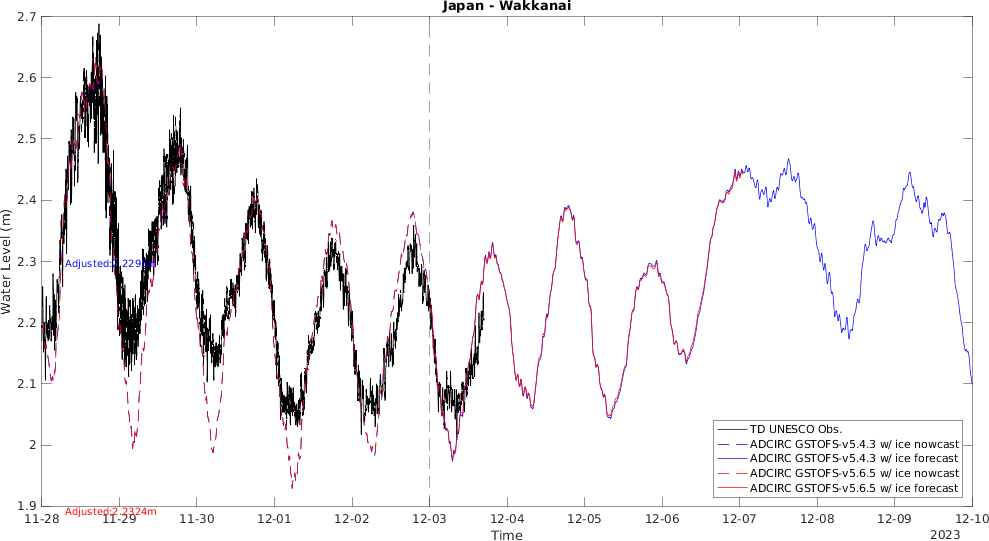 Japan - Wakkanai
2.7
2.6
2.5
2.4
2.3
2.2
2.1
2
1.9
Water Level (m)
Adjusted:2.2324m
11-28
11-29
11-30
12-01
12-02
12-03
12-04
12-05
12-06
12-07
12-08
12-09
12-10
Time
2023
TD UNESCO Obs.
ADCIRC GSTOFS-v5.4.3 w/ ice nowcast
ADCIRC GSTOFS-v5.4.3 w/ ice forecast
ADCIRC GSTOFS-v5.6.5 w/ ice nowcast
ADCIRC GSTOFS-v5.6.5 w/ ice forecast